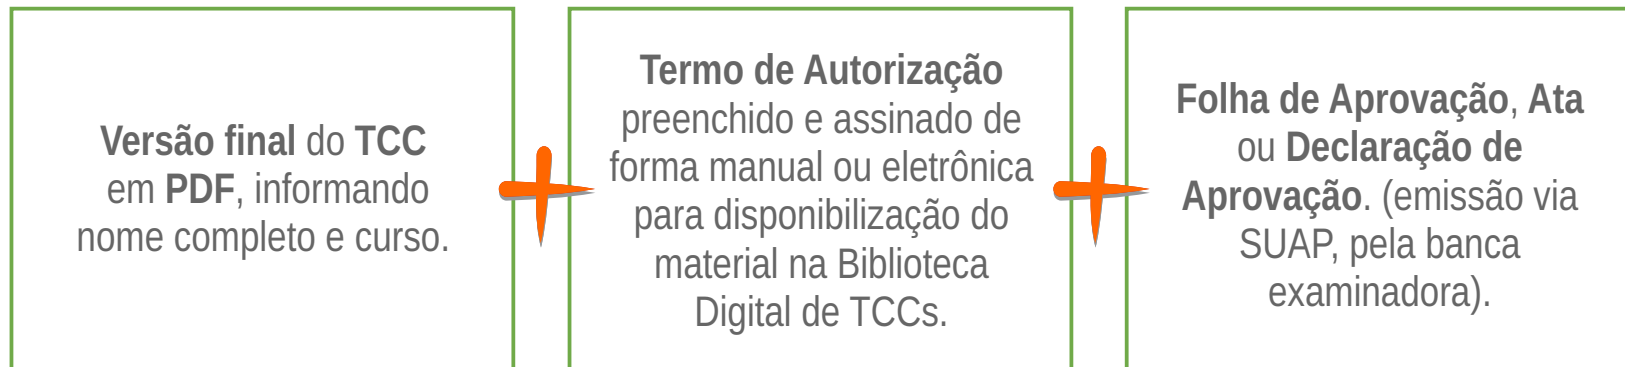 Versão final do TCC
em PDF, informando
nome completo e curso.
Termo de Autorização
preenchido e assinado de
forma manual ou eletrônica
para disponibilização do
material na Biblioteca
Digital de TCCs.
Folha de Aprovação, Ata
ou Declaração de
Aprovação. (emissão via
SUAP, pela banca
examinadora).